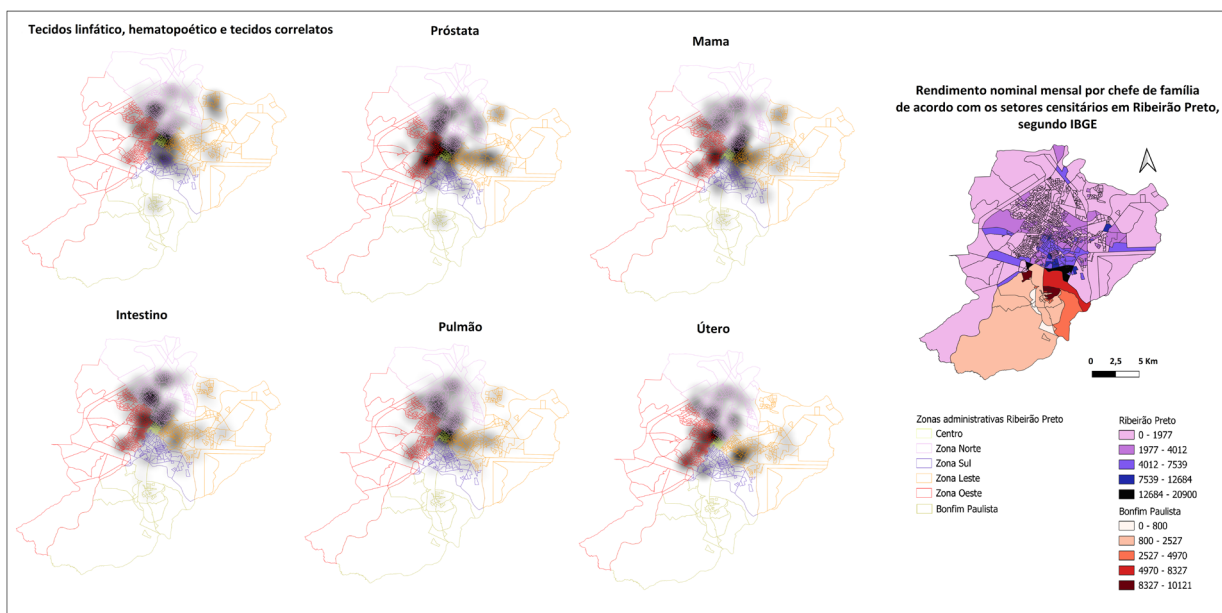 Tecidos linfático, hematopoético e tecidos correlatos
Próstata
Mama
Intestino
Pulmão
Útero
Rendimento nominal mensal por chefe de família
de acordo com os setores censitários em Ribeirão Preto,
segundo IBGE
0 2,5 5 Km
Zonas administrativas Ribeirão Preto
Centro
Zona Norte
Zona Sul
Zona Leste
Zona Oeste
Bonfim Paulista
Ribeirão Preto
0 - 1977
1977 - 4012
4012 - 7539
7539 - 12684
12684 - 20900
Bonfim Paulista
0 - 800
800 - 2527
2527 - 4970
4970 - 8327
8327 - 10121